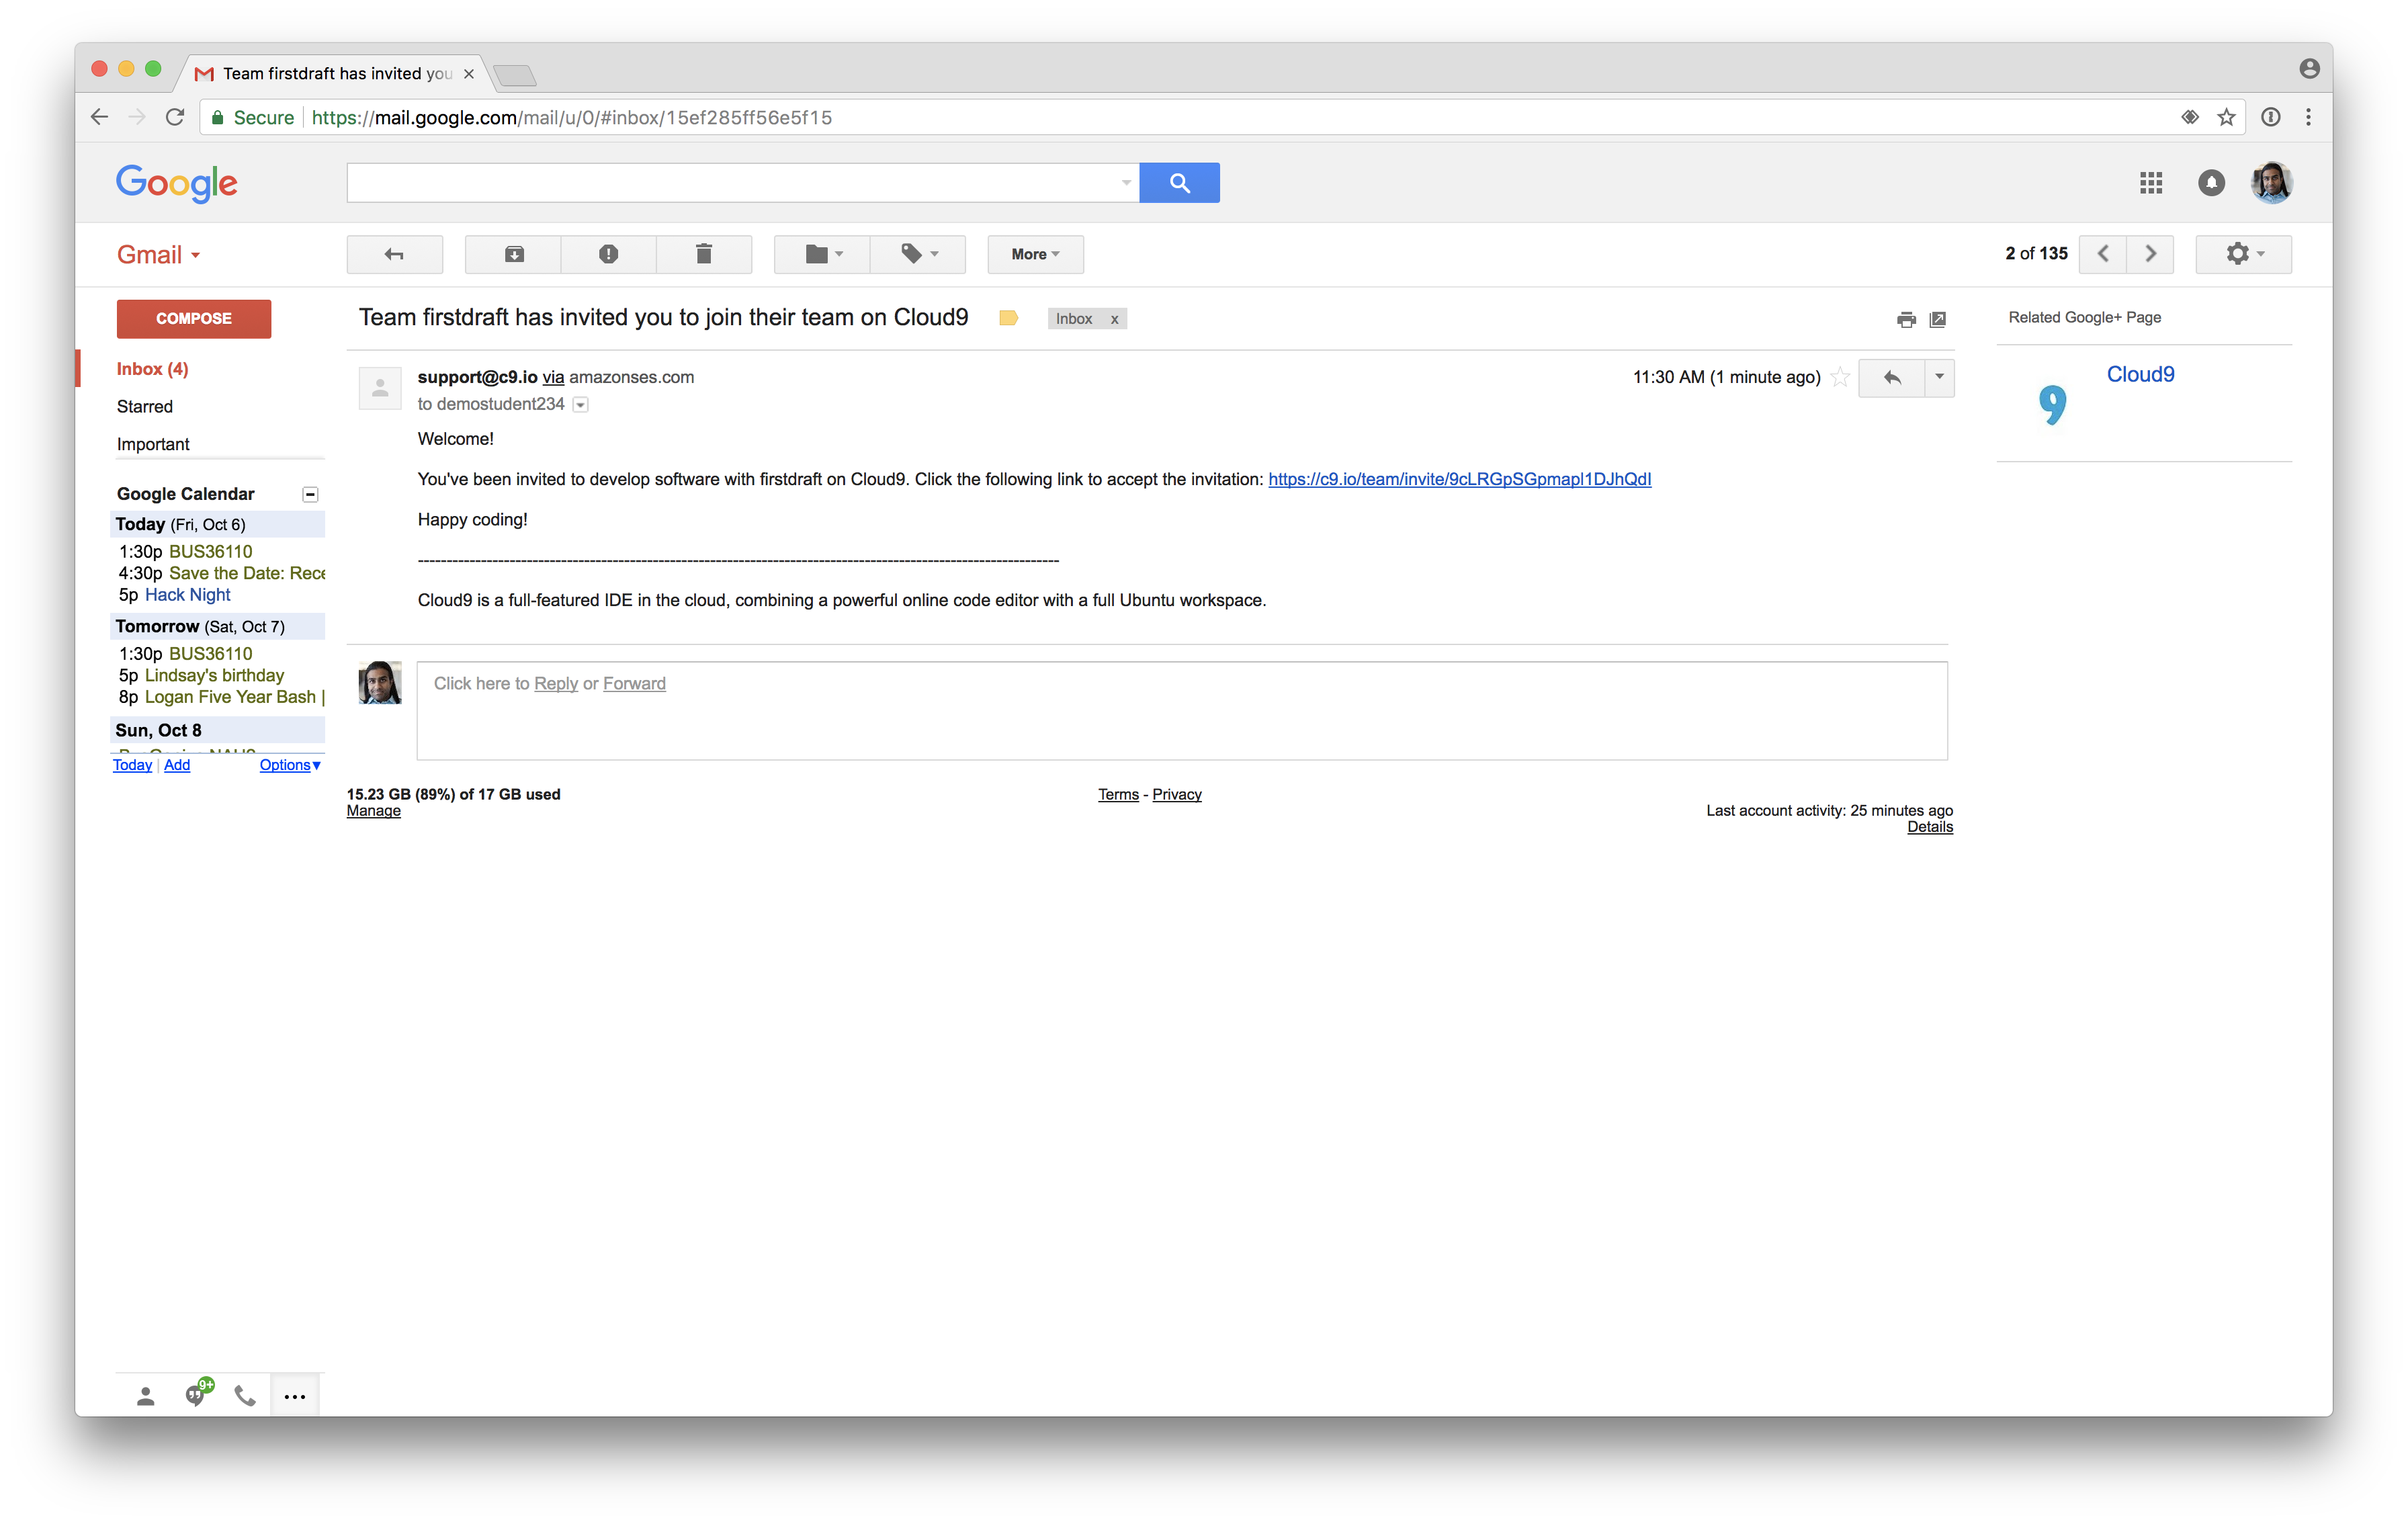 Team firstdraft has invited you
Secure https://mail.google.com/mail/u/0/#inbox/15ef285ff56e5f15
Google
Gmail
More
2 of 135
COMPOSE
Inbox (4)
Starred
Important
Google Calendar
Today (Fri, Oct 6)
1:30p BUS36110
4:30p Save the Date: Rece
5p Hack Night
Tomorrow (Sat, Oct 7)
1:30p BUS36110
5p Lindsay's birthday
8p Logan Five Year Bash |
Sun, Oct 8
Today | Add Options▼
Team firstdraft has invited you to join their team on Cloud9
Inbox x
support@c9.io via amazonses.com
11:30 AM (1 minute ago)
to demostudent234
Welcome!
You've been invited to develop software with firstdraft on Cloud9. Click the following link to accept the invitation: https://c9.io/team/invite/9cLRGpSGpmapl1DJhQdI
Happy coding!
Cloud9 is a full-featured IDE in the cloud, combining a powerful online code editor with a full Ubuntu workspace.
Click here to Reply or Forward
15.23 GB (89%) of 17 GB used
Manage
Terms - Privacy
Last account activity: 25 minutes ago
Details
Related Google+ Page
Cloud9
9
9+